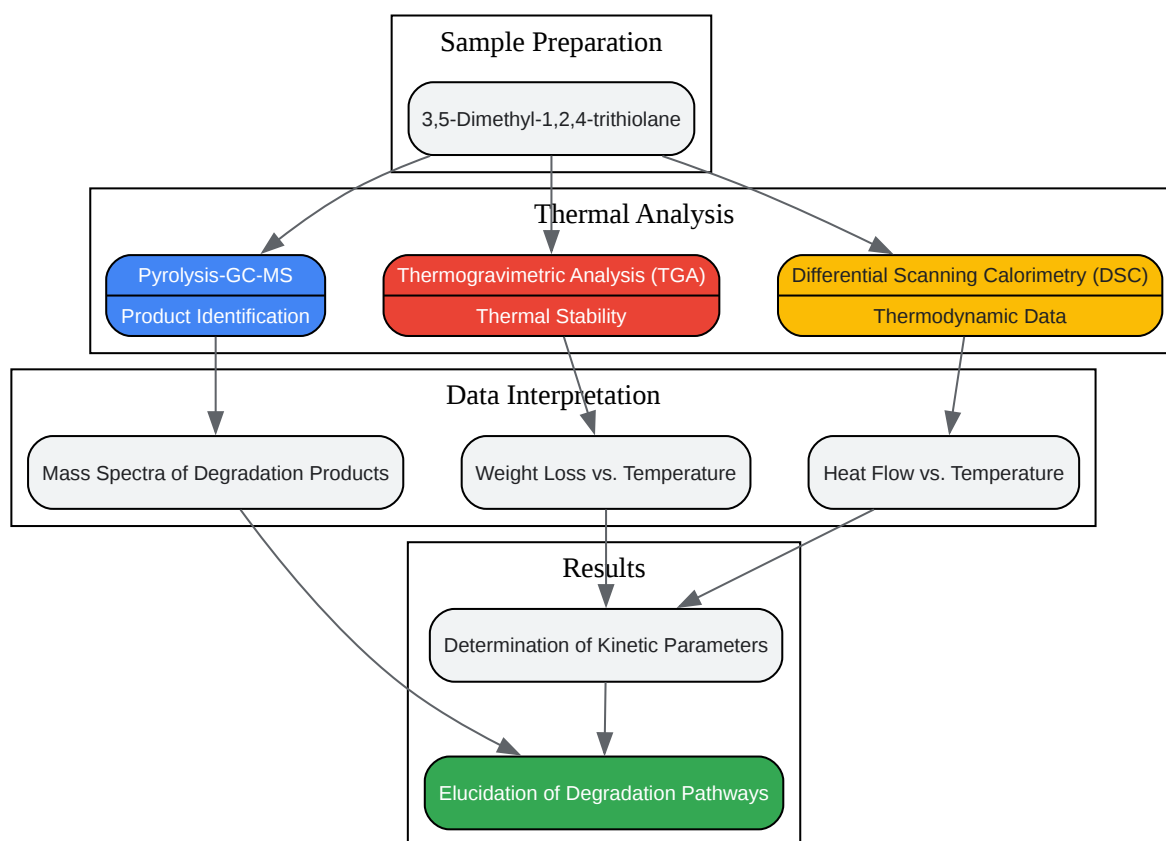 Sample Preparation
3,5-Dimethyl-1,2,4-trithiolane
Thermal Analysis
Pyrolysis-GC-MS
Product Identification
Thermogravimetric Analysis (TGA)
Thermal Stability
Differential Scanning Calorimetry (DSC)
Thermodynamic Data
Data Interpretation
Mass Spectra of Degradation Products
Weight Loss vs. Temperature
Heat Flow vs. Temperature
Results
Determination of Kinetic Parameters
Elucidation of Degradation Pathways